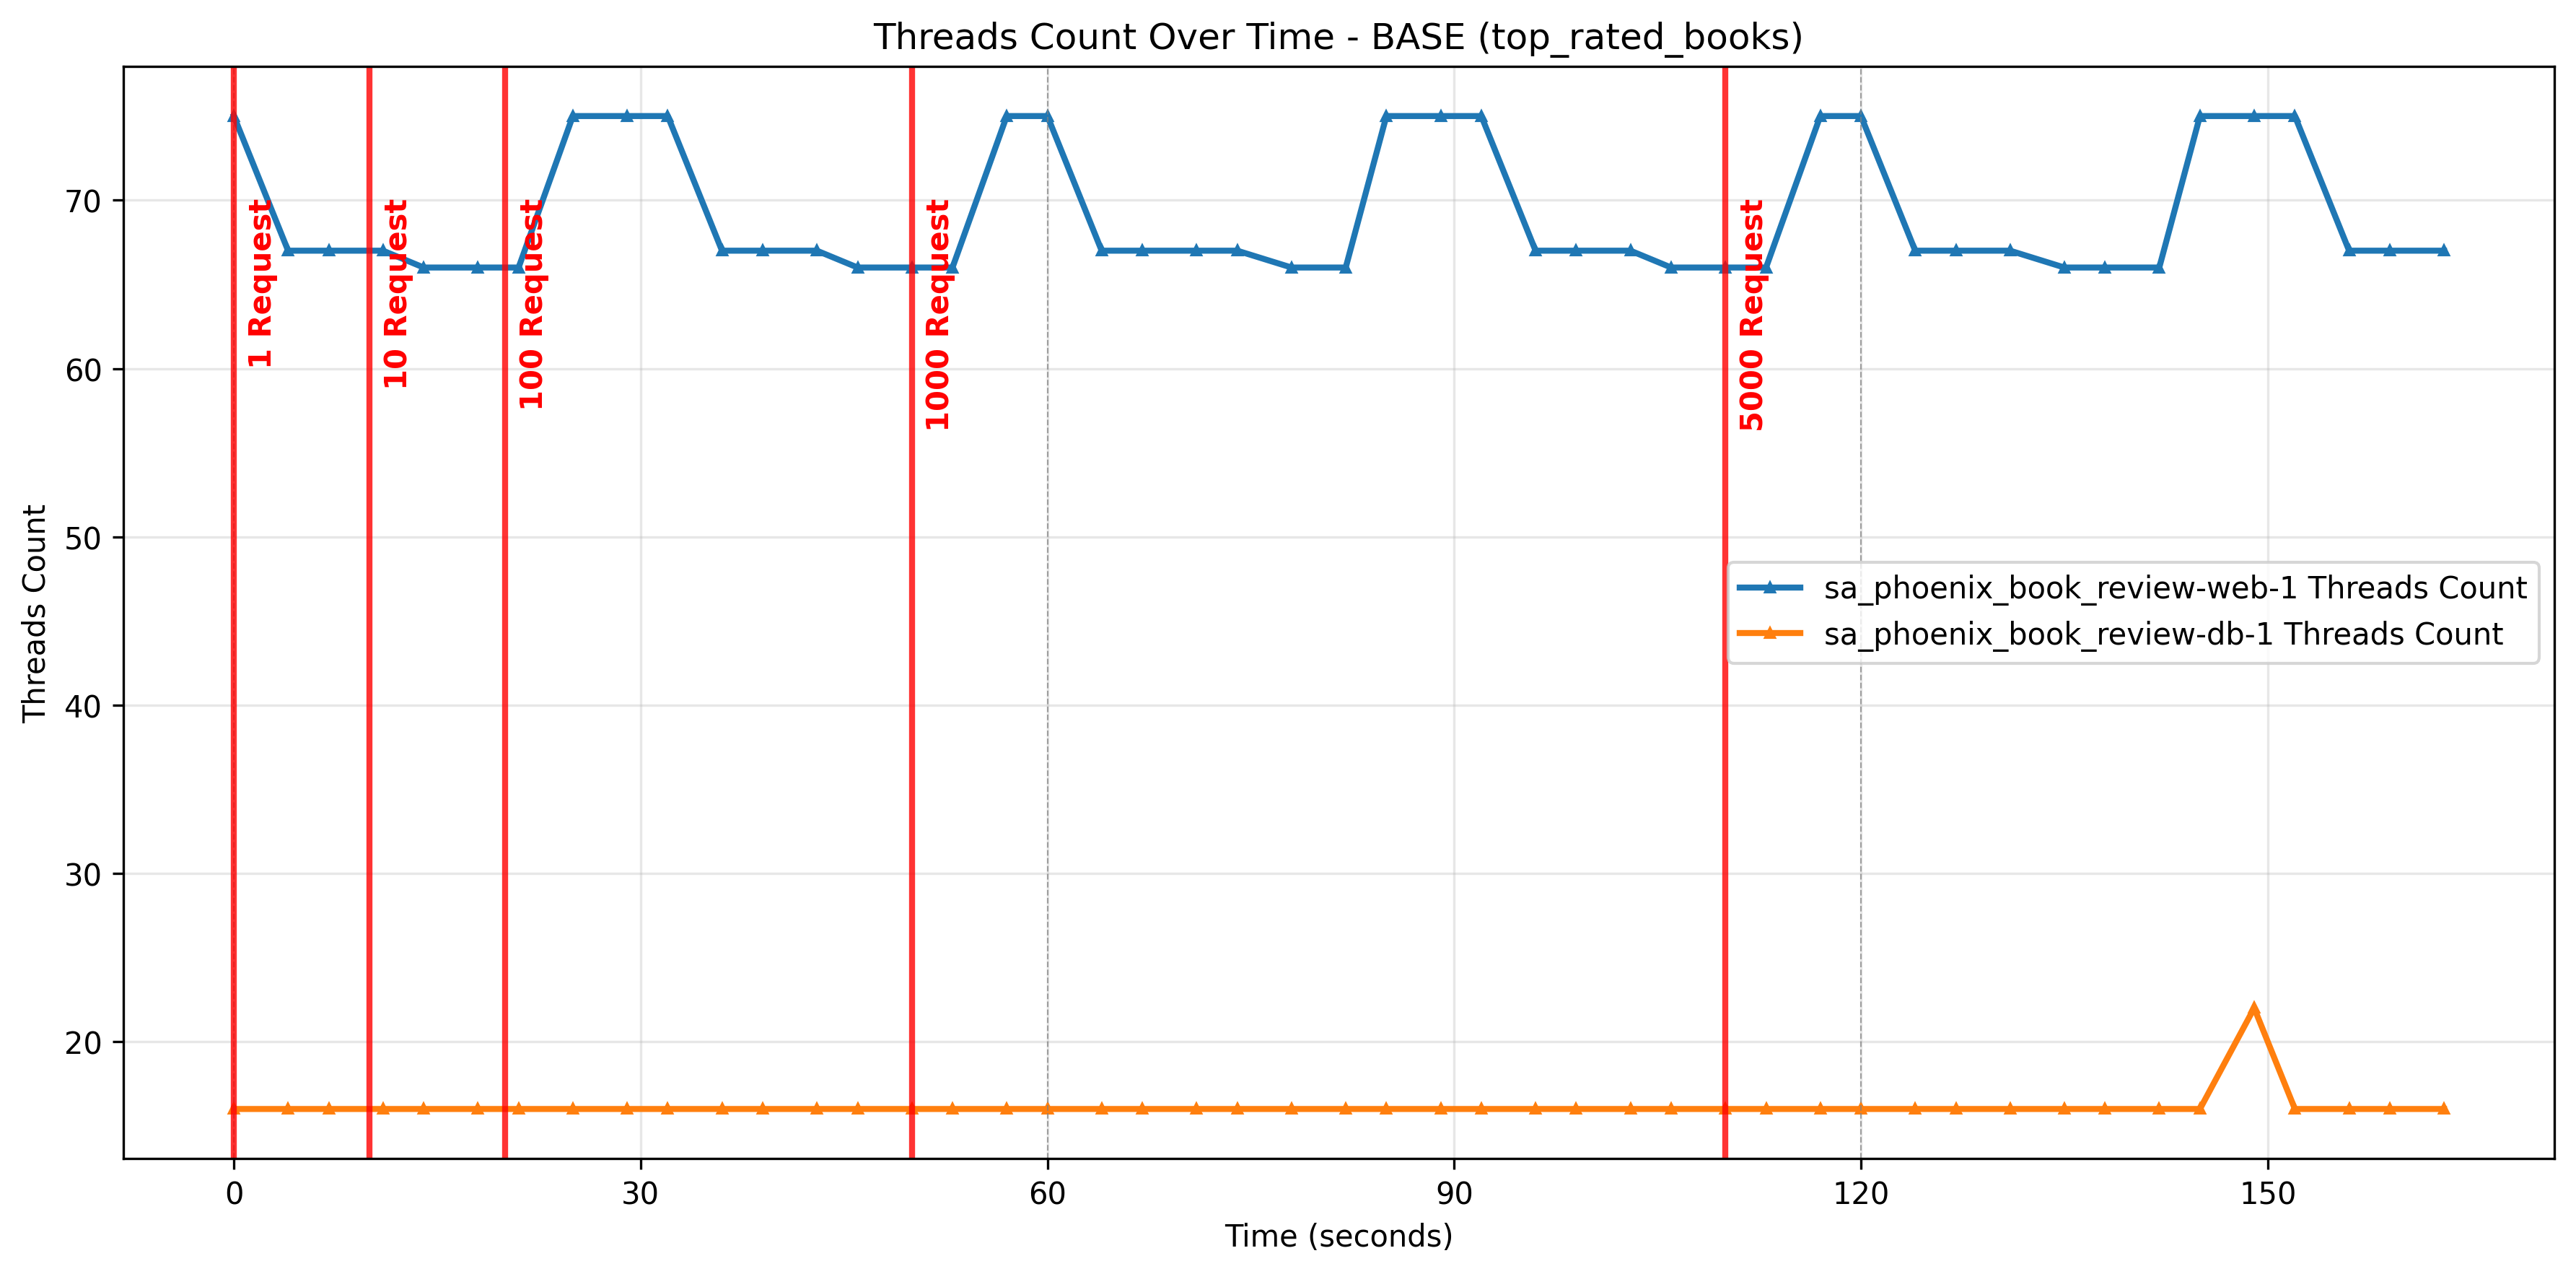 Threads Count Over Time - BASE (top_rated_books)
Threads Count
70
60
50
40
30
20
1 Request
10 Request
100 Request
1000 Request
5000 Request
sa_phoenix_book_review-web-1 Threads Count
sa_phoenix_book_review-db-1 Threads Count
0
30
60
90
120
150
Time (seconds)